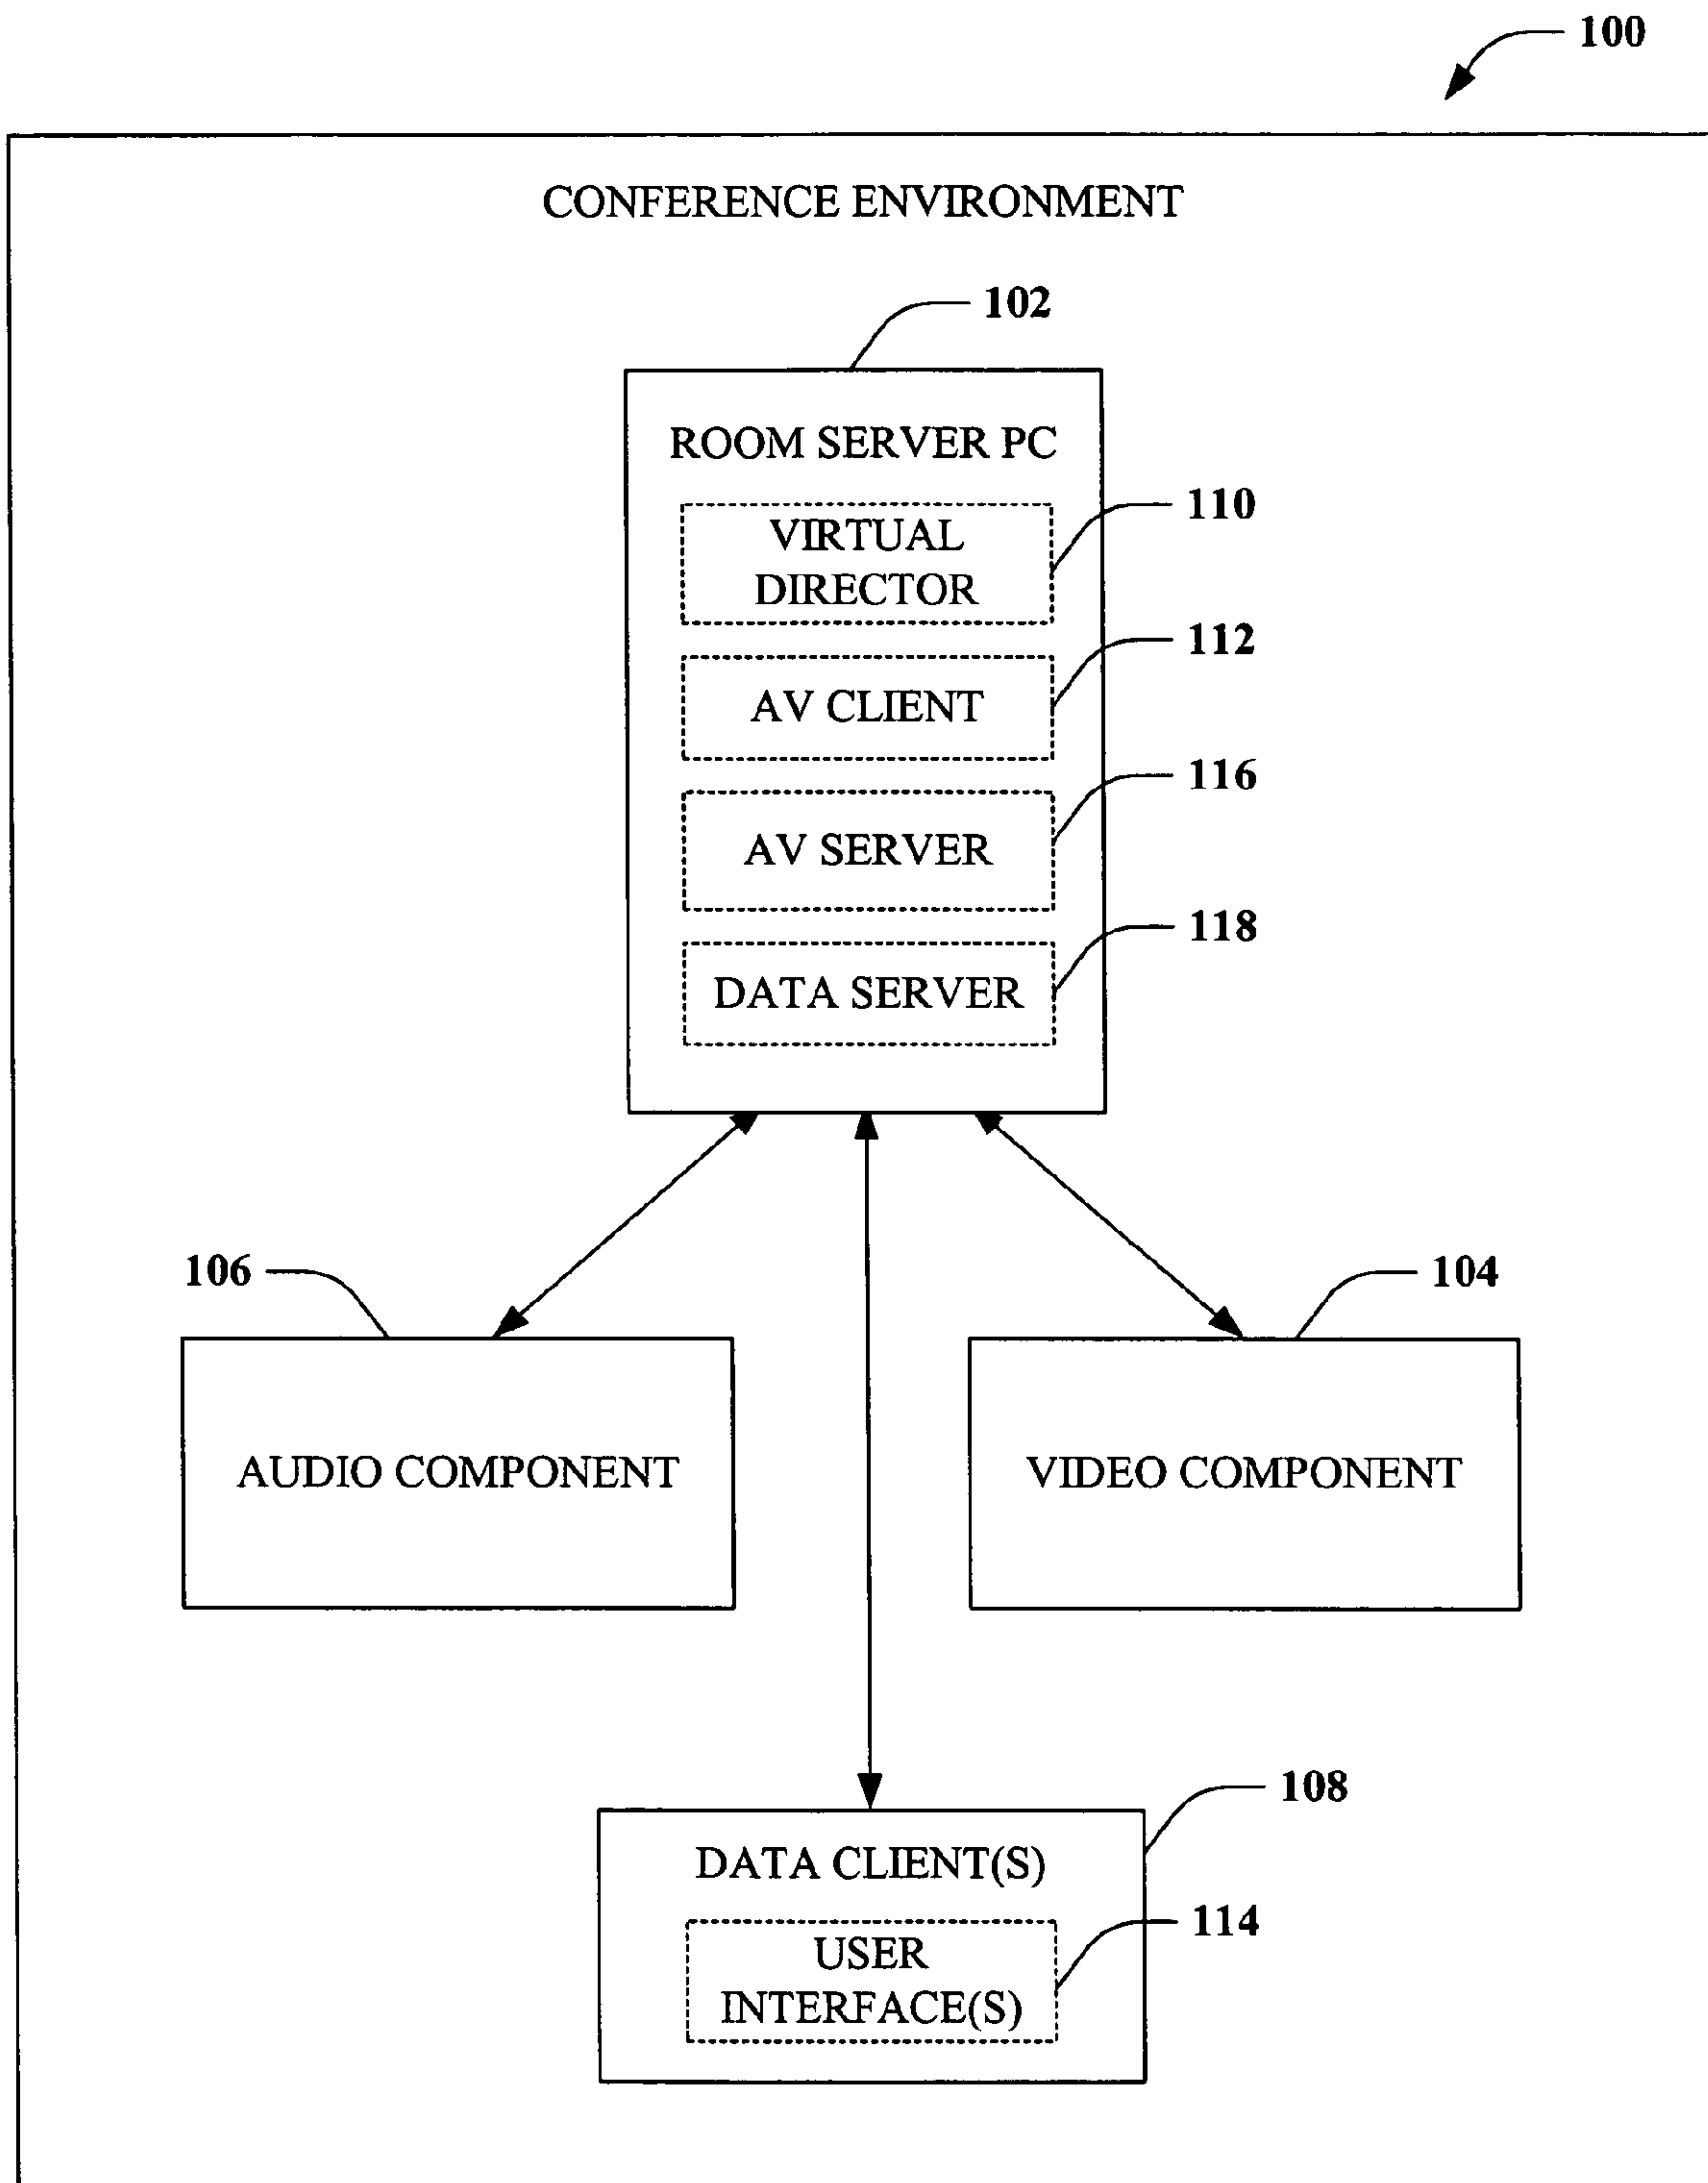 100
CONFERENCE ENVIRONMENT
102
ROOM SERVER PC
110
VIRTUAL
DIRECTOR
112
AV CLIENT
116
AV SERVER
118
DATA SERVER
106
104
AUDIO COMPONENT
VIDEO COMPONENT
108
DATA CLIENT(S)
114
USER
INTERFACE(S)